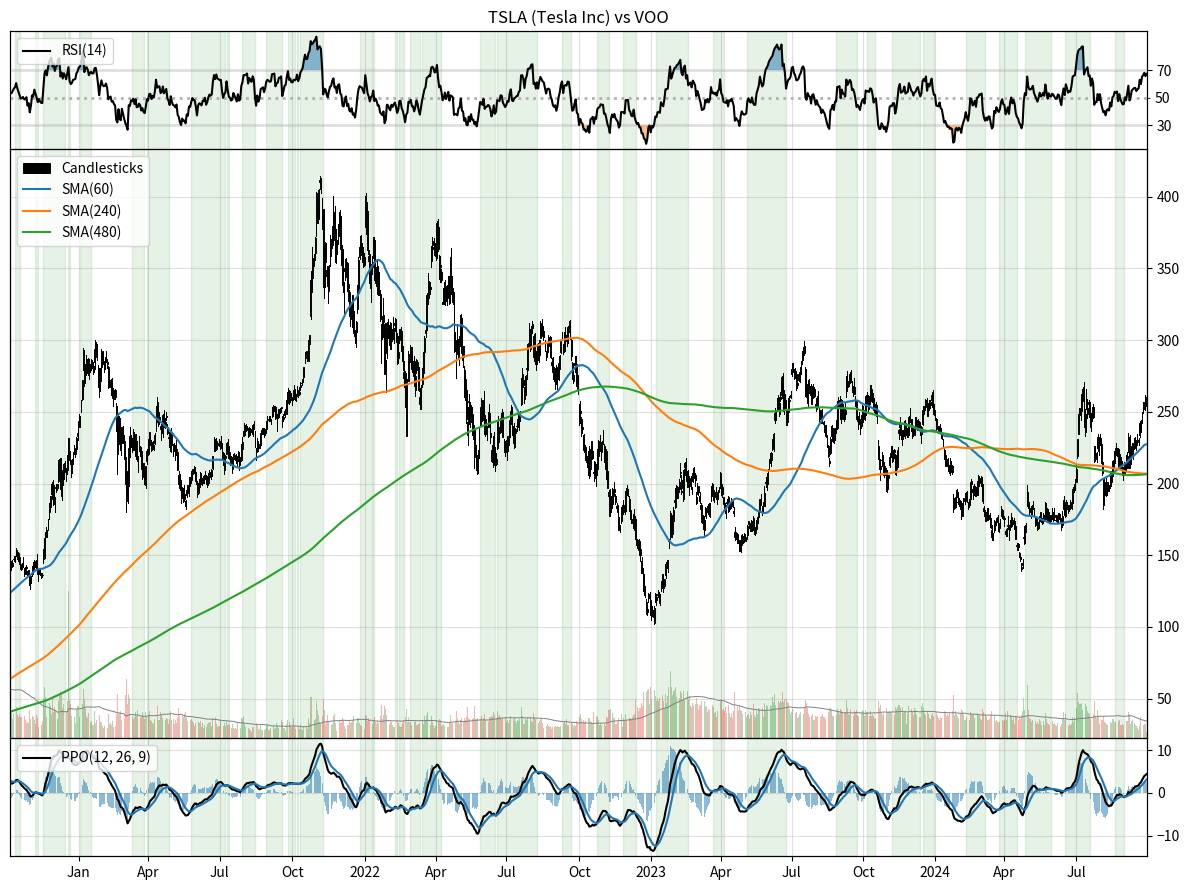 TSLA (Tesla Inc) vs VOO
RSI(14)
70
50
30
Candlesticks
SMA(60)
SMA(240)
SMA(480)
400
350
300
250
200
150
100
50
PPO(12, 26, 9)
10
0
−10
Jan Apr Jul Oct 2022 Apr Jul Oct 2023 Apr Jul Oct 2024 Apr Jul